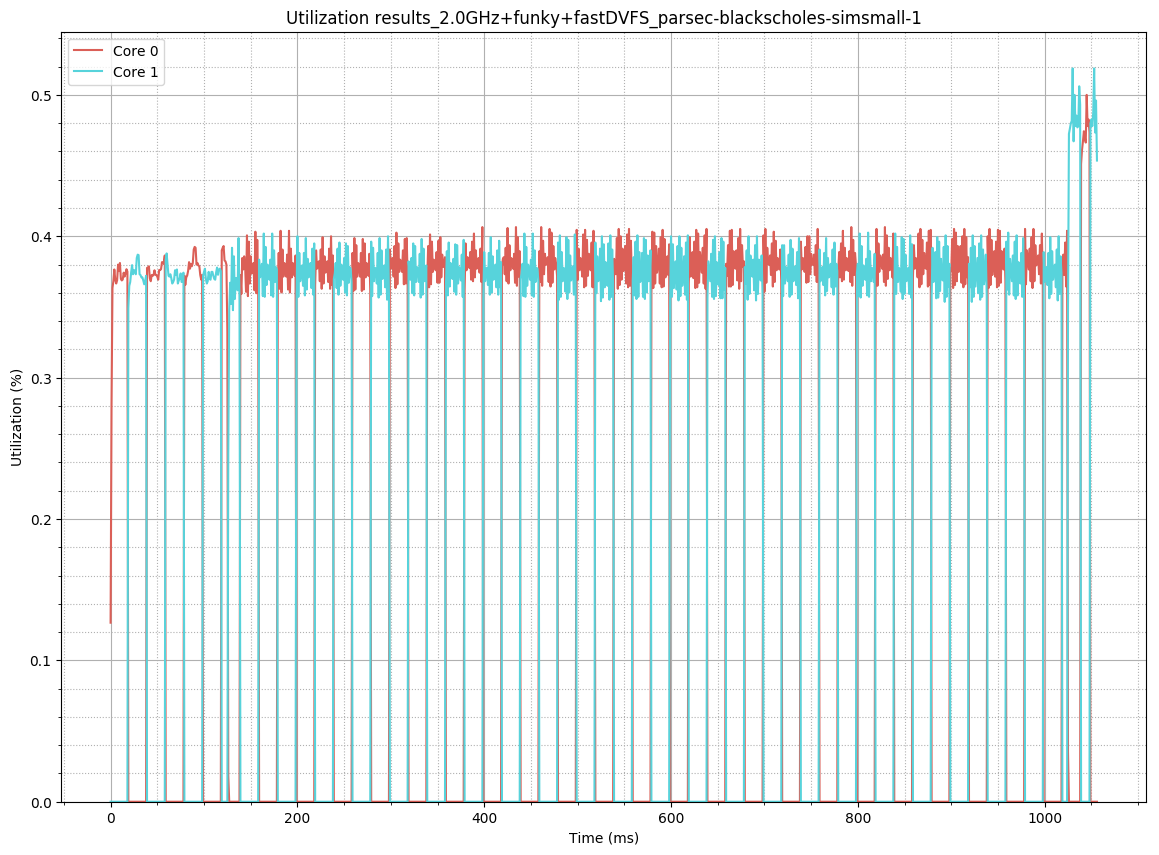 Utilization results_2.0GHz+funky+fastDVFS_parsec-blackscholes-simsmall-1
Core 0
Core 1
0.5
0.4
0.3
0.2
0.1
0.0
Utilization (%)
0 200 400 600 800 1000
Time (ms)